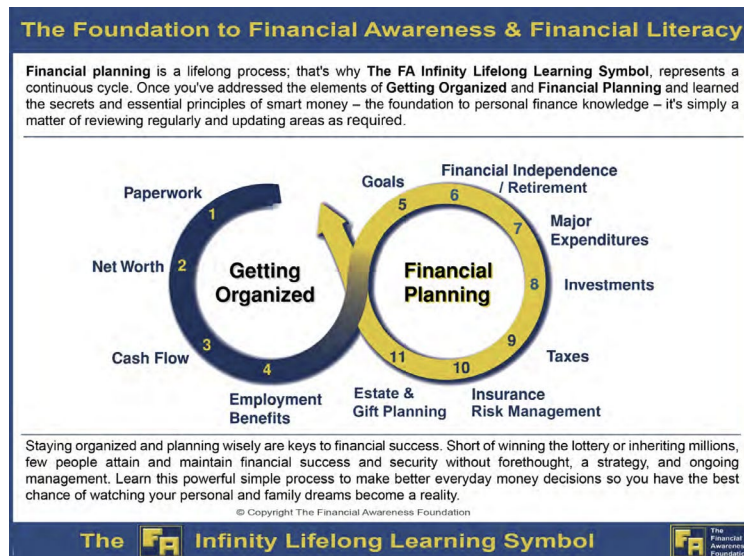 The Foundation to Financial Awareness & Financial Literacy
Financial planning is a lifelong process; that's why The FA Infinity Lifelong Learning Symbol, represents a
continuous cycle. Once you've addressed the elements of Getting Organized and Financial Planning and learned
the secrets and essential principles of smart money – the foundation to personal finance knowledge – it's simply a
matter of reviewing regularly and updating areas as required.
Paperwork
1
Net Worth
2
Cash Flow
3
Employment
Benefits
4
Getting
Organized
Goals
5
Financial Independence
/ Retirement
6
Major
Expenditures
7
Investments
8
Taxes
9
Insurance
Risk Management
10
Estate &
Gift Planning
11
Financial
Planning
Staying organized and planning wisely are keys to financial success. Short of winning the lottery or inheriting millions,
few people attain and maintain financial success and security without forethought, a strategy, and ongoing
management. Learn this powerful simple process to make better everyday money decisions so you have the best
chance of watching your personal and family dreams become a reality.
© Copyright The Financial Awareness Foundation
The FA Infinity Lifelong Learning Symbol
FA
The
Financial
Awareness
Foundation